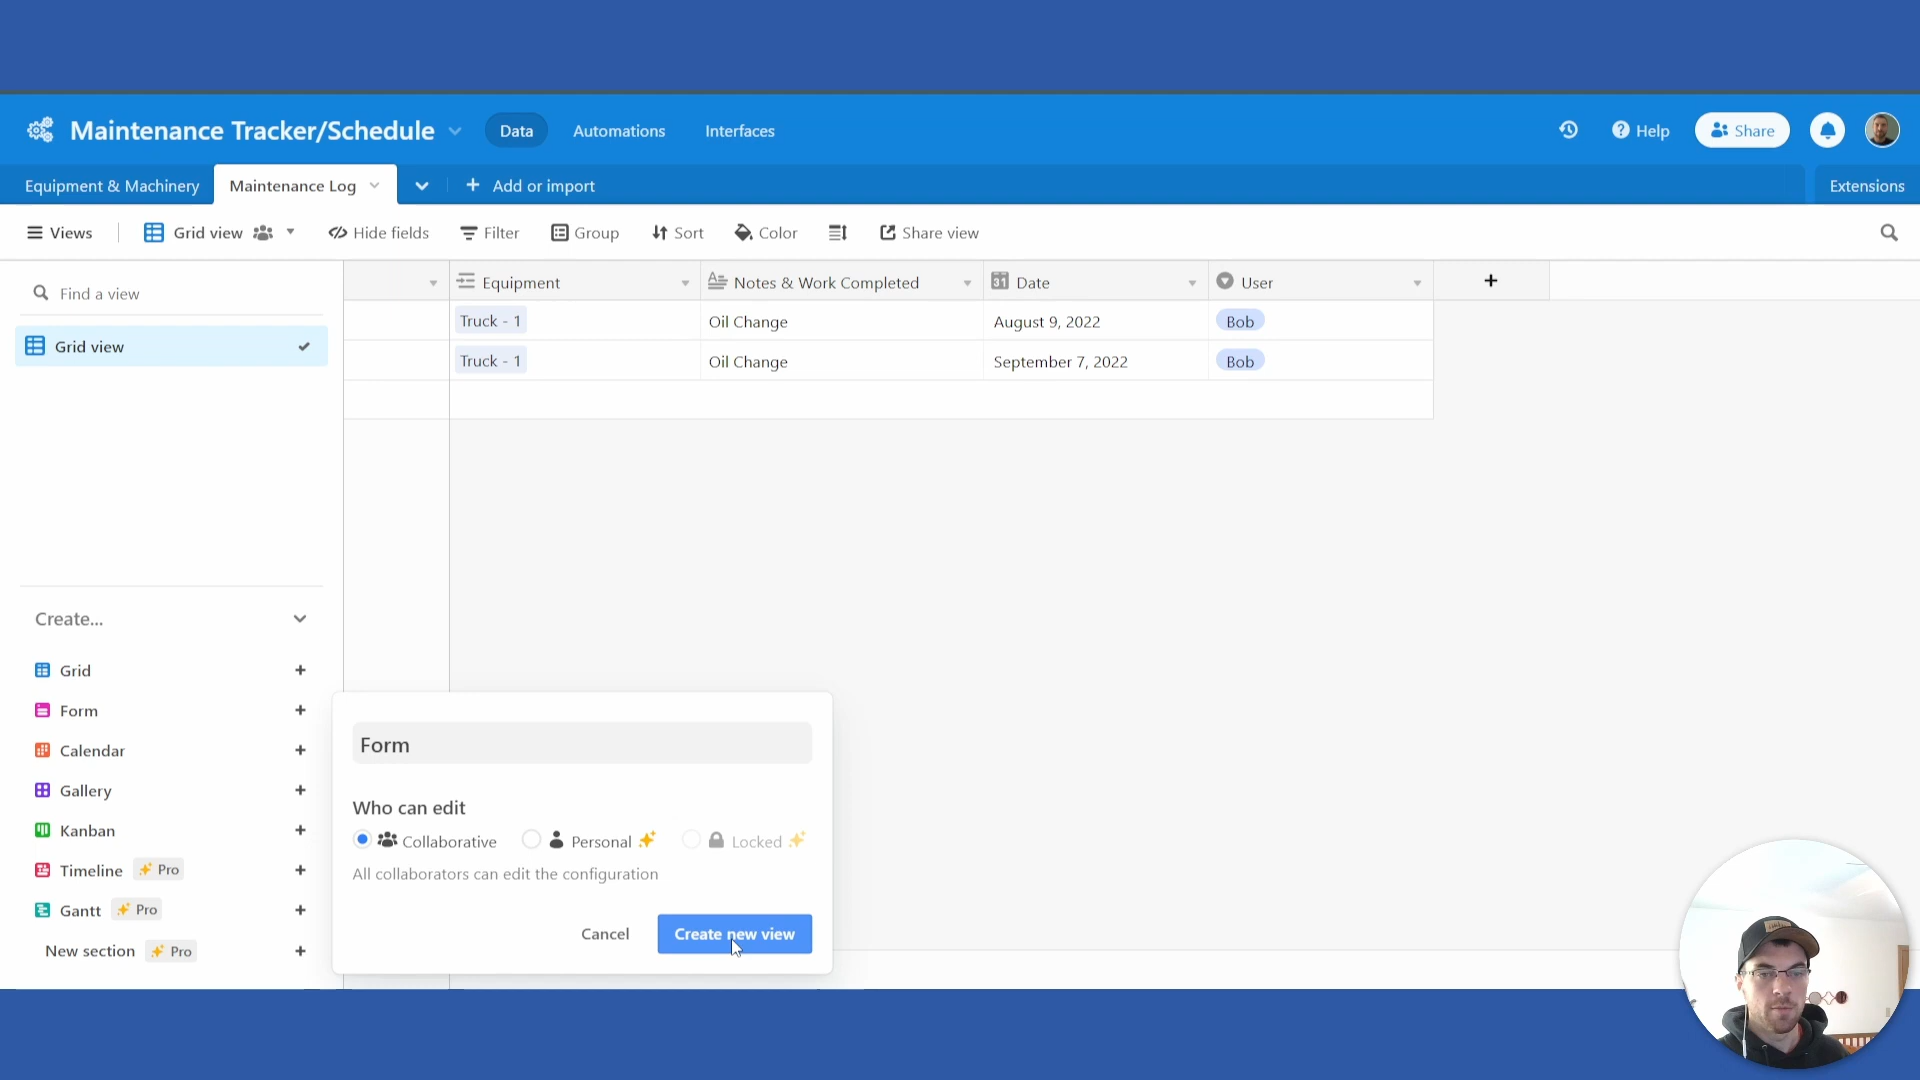 Maintenance Tracker/Schedule
Data
Automations
Interfaces
Help
Share
Equipment & Machinery
Maintenance Log
Add or import
Extensions
Views
Grid view
Hide fields
Filter
Group
Sort
Color
Share view
Find a view
Grid view
Equipment
Notes & Work Completed
31
Date
User
Truck - 1
Oil Change
August 9, 2022
Bob
Truck - 1
Oil Change
September 7, 2022
Bob
Create...
Grid
Form
Calendar
Gallery
Kanban
Timeline
Pro
Gantt
Pro
New section
Pro
Form
Who can edit
Collaborative
Personal
Locked
All collaborators can edit the configuration
Cancel
Create new view